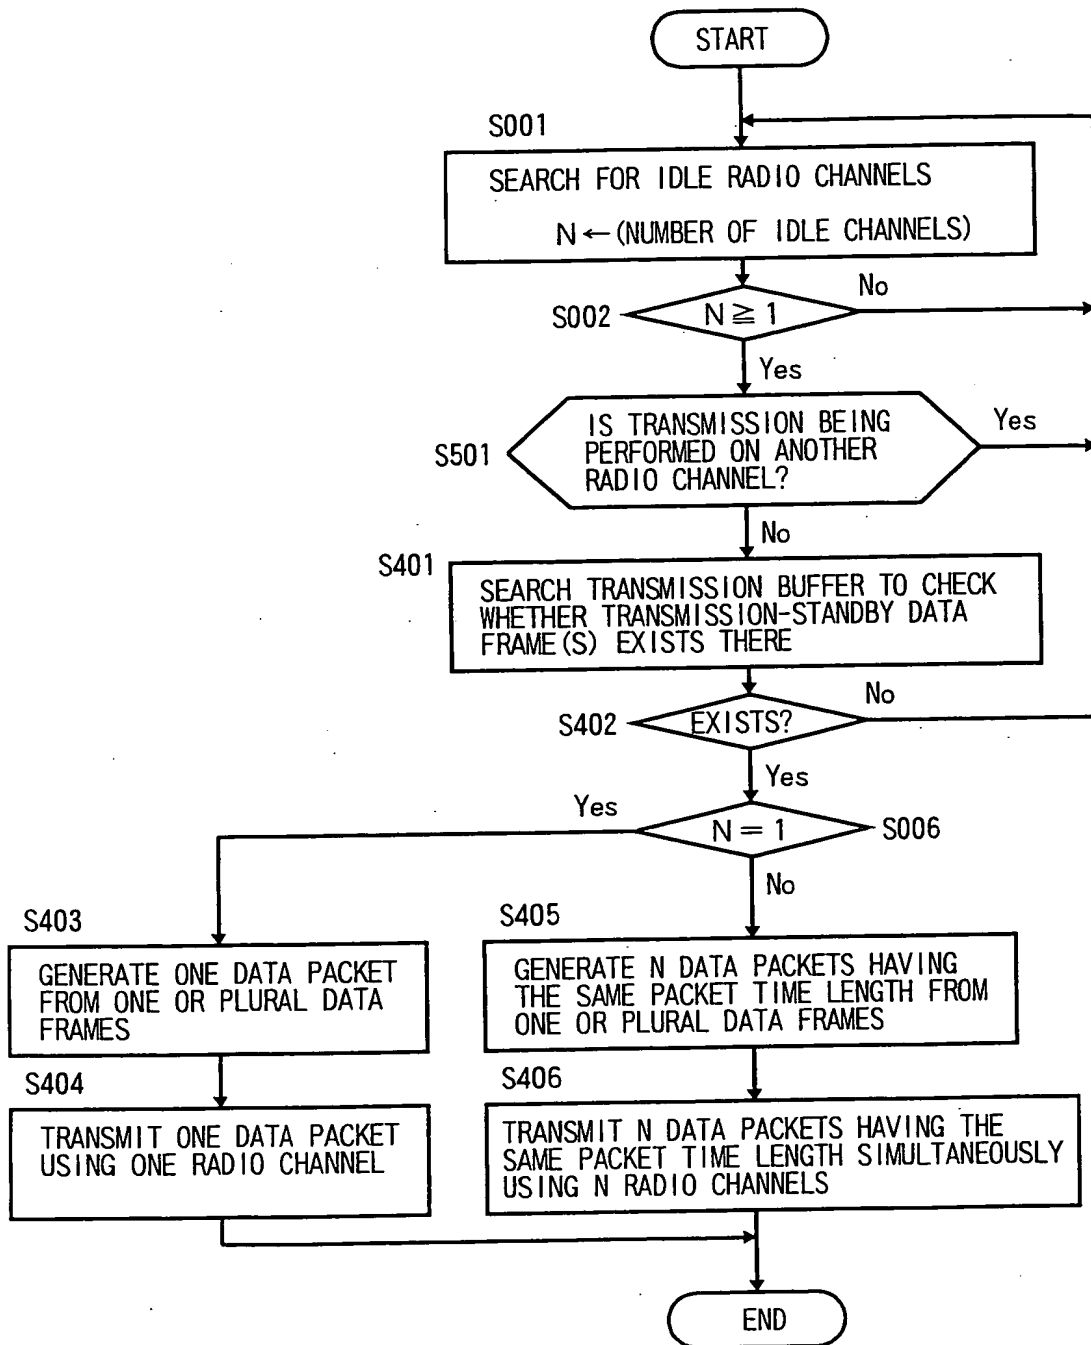 START
S001
SEARCH FOR IDLE RADIO CHANNELS
N ← (NUMBER OF IDLE CHANNELS)
S002
N ≧ 1
No
Yes
S501
IS TRANSMISSION BEING
PERFORMED ON ANOTHER
RADIO CHANNEL?
Yes
No
S401
SEARCH TRANSMISSION BUFFER TO CHECK
WHETHER TRANSMISSION-STANDBY DATA
FRAME(S) EXISTS THERE
S402
EXISTS?
No
Yes
Yes
N = 1
S006
No
S403
GENERATE ONE DATA PACKET
FROM ONE OR PLURAL DATA
FRAMES
S405
GENERATE N DATA PACKETS HAVING
THE SAME PACKET TIME LENGTH FROM
ONE OR PLURAL DATA FRAMES
S404
TRANSMIT ONE DATA PACKET
USING ONE RADIO CHANNEL
S406
TRANSMIT N DATA PACKETS HAVING THE
SAME PACKET TIME LENGTH SIMULTANEOUSLY
USING N RADIO CHANNELS
END